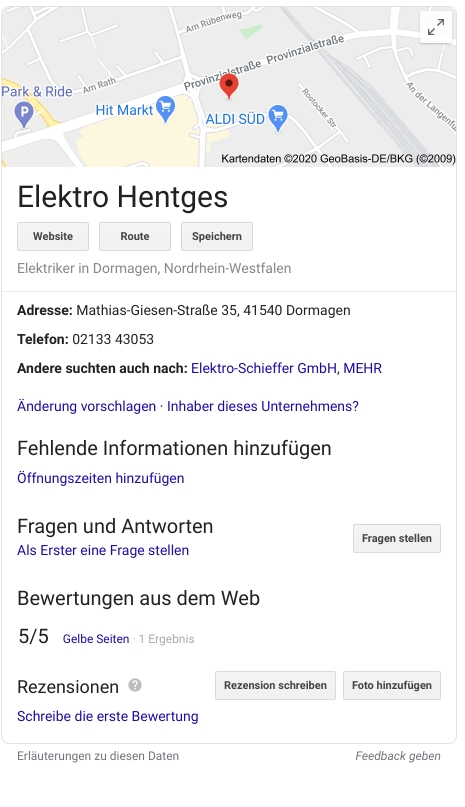 Am Rübenweg
Provinzialstraße
Provinzialstraße
Am Rath
Park & Ride
Hit Markt
ALDI SÜD
Rostocker Str
An der Langenf
Kartendaten ©2020 GeoBasis-DE/BKG (©2009)
Elektro Hentges
Website Route Speichern
Elektriker in Dormagen, Nordrhein-Westfalen
Adresse: Mathias-Giesen-Straße 35, 41540 Dormagen
Telefon: 02133 43053
Andere suchten auch nach: Elektro-Schieffer GmbH, MEHR
Änderung vorschlagen · Inhaber dieses Unternehmens?
Fehlende Informationen hinzufügen
Öffnungszeiten hinzufügen
Fragen und Antworten
Fragen stellen
Als Erster eine Frage stellen
Bewertungen aus dem Web
5/5 Gelbe Seiten · 1 Ergebnis
Rezensionen ? Rezension schreiben Foto hinzufügen
Schreibe die erste Bewertung
Erläuterungen zu diesen Daten Feedback geben